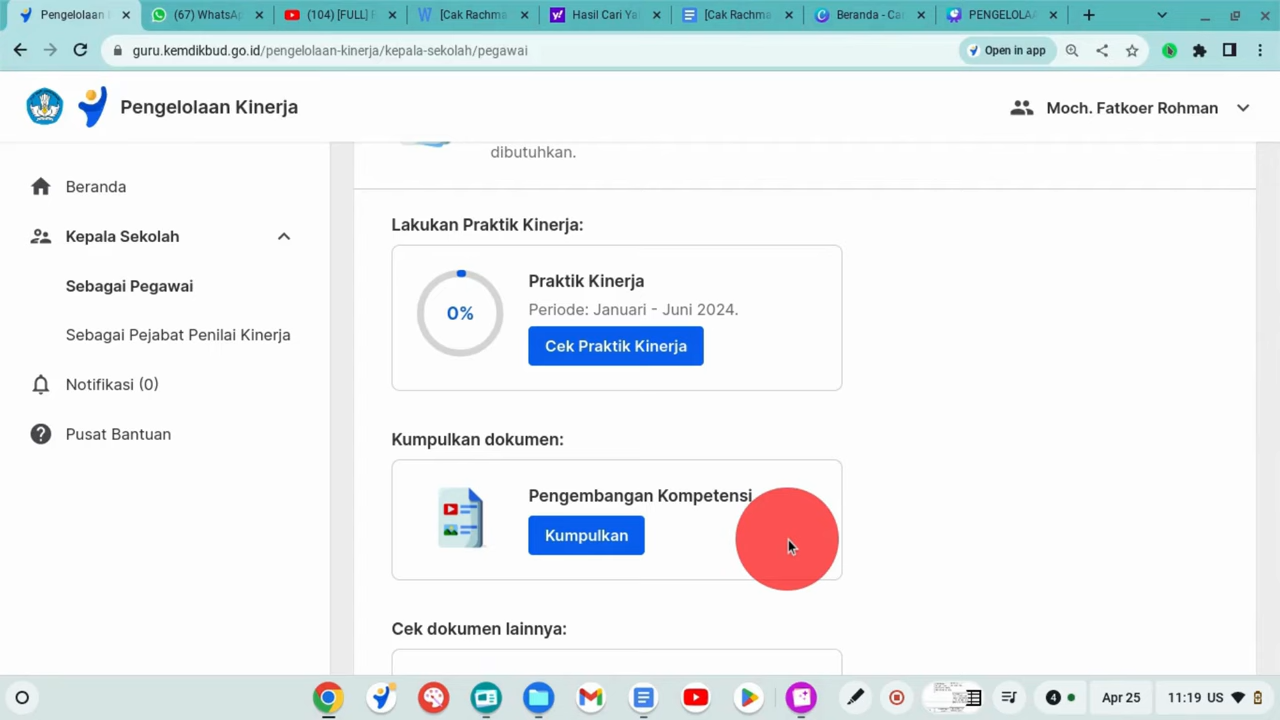 Pengelolaan
(67) WhatsAp
(104) [FULL]
[Cak Rachma
Hasil Cari Ya
[Cak Rachma
Beranda - Ca
PENGELOLA
guru.kemdikbud.go.id/pengelolaan-kinerja/kepala-sekolah/pegawai
Open in app
Pengelolaan Kinerja
Moch. Fatkoer Rohman
Beranda
Kepala Sekolah
Sebagai Pegawai
Sebagai Pejabat Penilai Kinerja
Notifikasi (0)
Pusat Bantuan
dibutuhkan.
Lakukan Praktik Kinerja:
0%
Praktik Kinerja
Periode: Januari - Juni 2024.
Cek Praktik Kinerja
Kumpulkan dokumen:
Pengembangan Kompetensi
Kumpulkan
Cek dokumen lainnya:
4
Apr 25
11:19 US